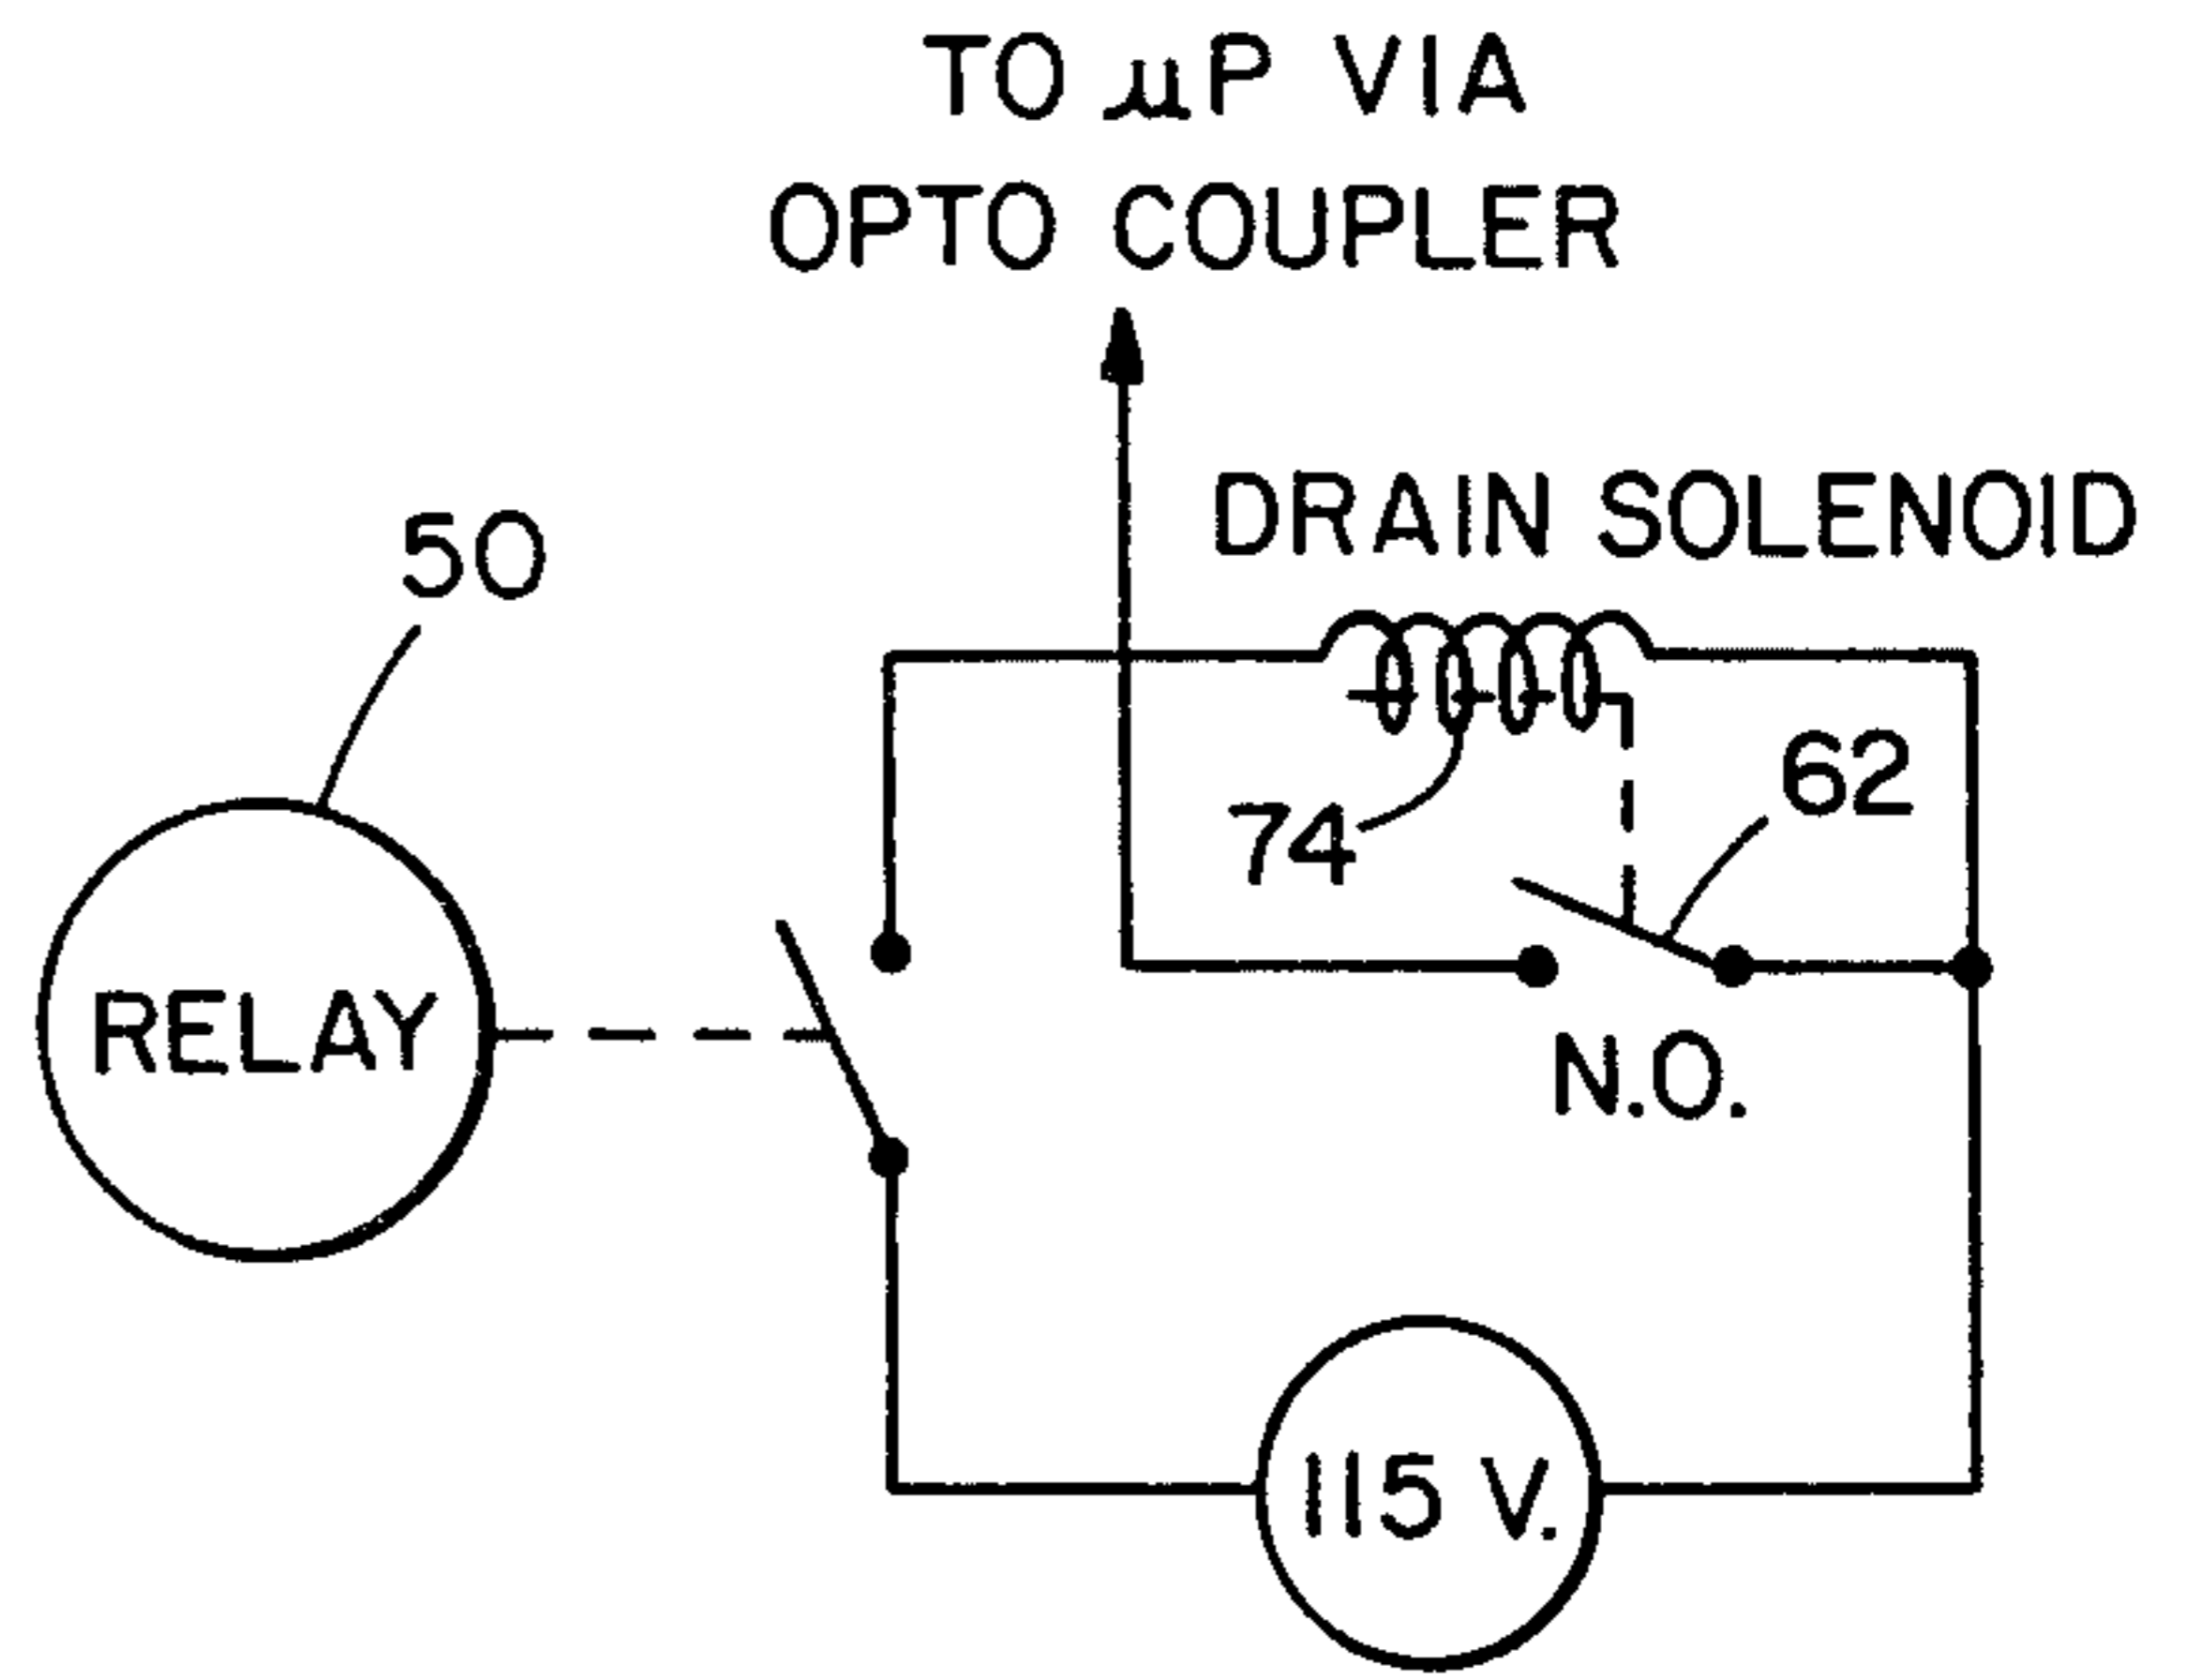 TO µP VIA
OPTO COUPLER
DRAIN SOLENOID
50
74
62
RELAY
N.O.
115 V.